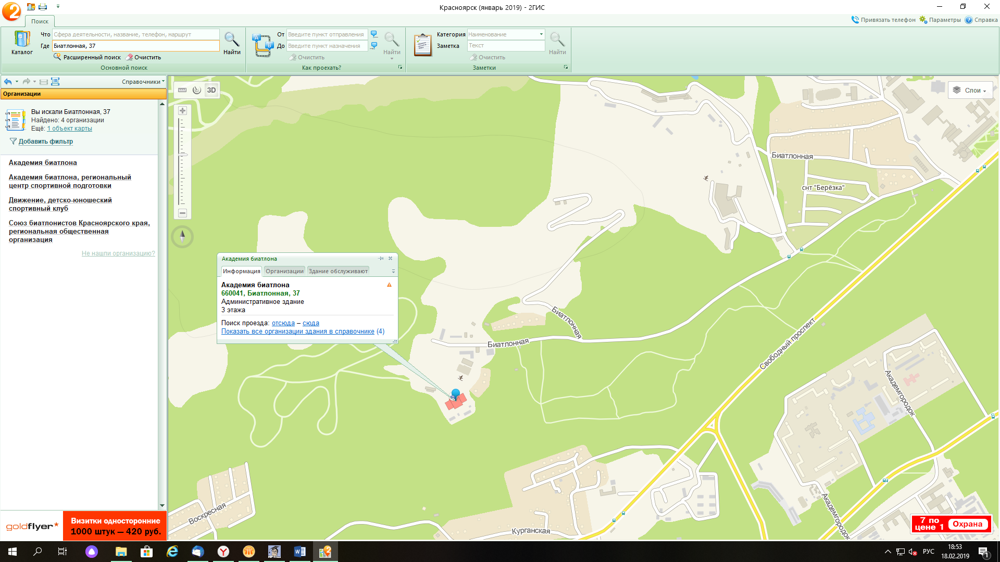 Красноярск (январь 2019) - 2ГИС
Поиск
Привязать телефон
Параметры
Справка
Каталог
Что
Сфера деятельности, название, телефон, маршрут
Где
Биатлонная, 37
Расширенный поиск
Очистить
Найти
Основной поиск
От
Введите пункт отправления
До
Введите пункт назначения
Очистить
Найти
Как проехать?
Категория
Наименование
Заметка
Текст
Очистить
Найти
Заметки
Справочники
Организации
Вы искали Биатлонная, 37
Найдено: 4 организации
Ещё: 1 объект карты
Добавить фильтр
Академия биатлона
Академия биатлона, региональный
центр спортивной подготовки
Движение, детско-юношеский
спортивный клуб
Союз биатлонистов Красноярского края,
региональная общественная
организация
Не нашли организацию?
goldflyer
Визитки односторонние
1000 штук — 420 руб.
3D
Слои
Биатлонная
снт "Берёзка"
Академия биатлона
Информация
Организации
Здание обслуживают
Академия биатлона
660041, Биатлонная, 37
Административное здание
3 этажа
Поиск проезда: отсюда – сюда
Показать все организации здания в справочнике (4)
Биатлонная
Биатлонная
Свободный проспект
Академгородок
Академгородок
Воскресная
Курганская
7 по
цене 1
Охрана
РУС
18:53
18.02.2019
1